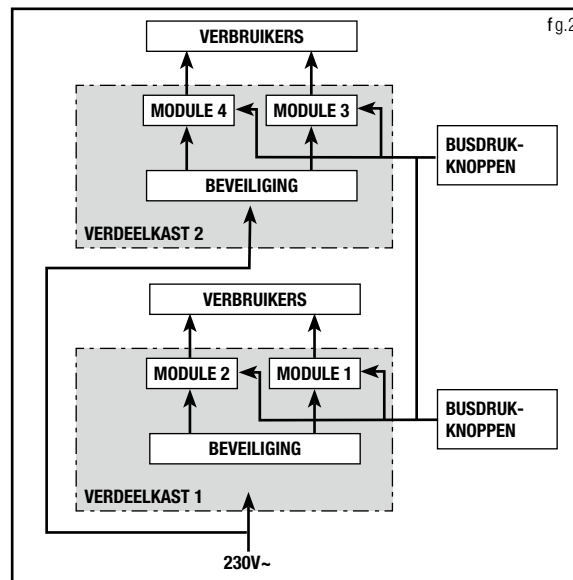 fg.2
VERBRUIKERS
MODULE 4 MODULE 3
BUSDRUK-
KNOPPEN
BEVEILIGING
VERDEELKAST 2
VERBRUIKERS
MODULE 2 MODULE 1
BUSDRUK-
KNOPPEN
BEVEILIGING
VERDEELKAST 1
230V~